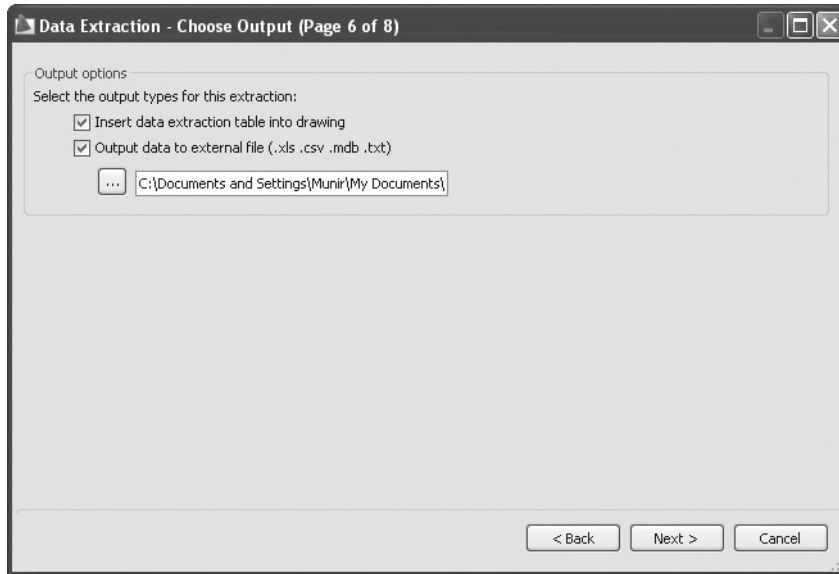 Data Extraction - Choose Output (Page 6 of 8)
Output options
Select the output types for this extraction:
Insert data extraction table into drawing
Output data to external file (.xls .csv .mdb .txt)
... C:\Documents and Settings\Munir\My Documents\
< Back Next > Cancel